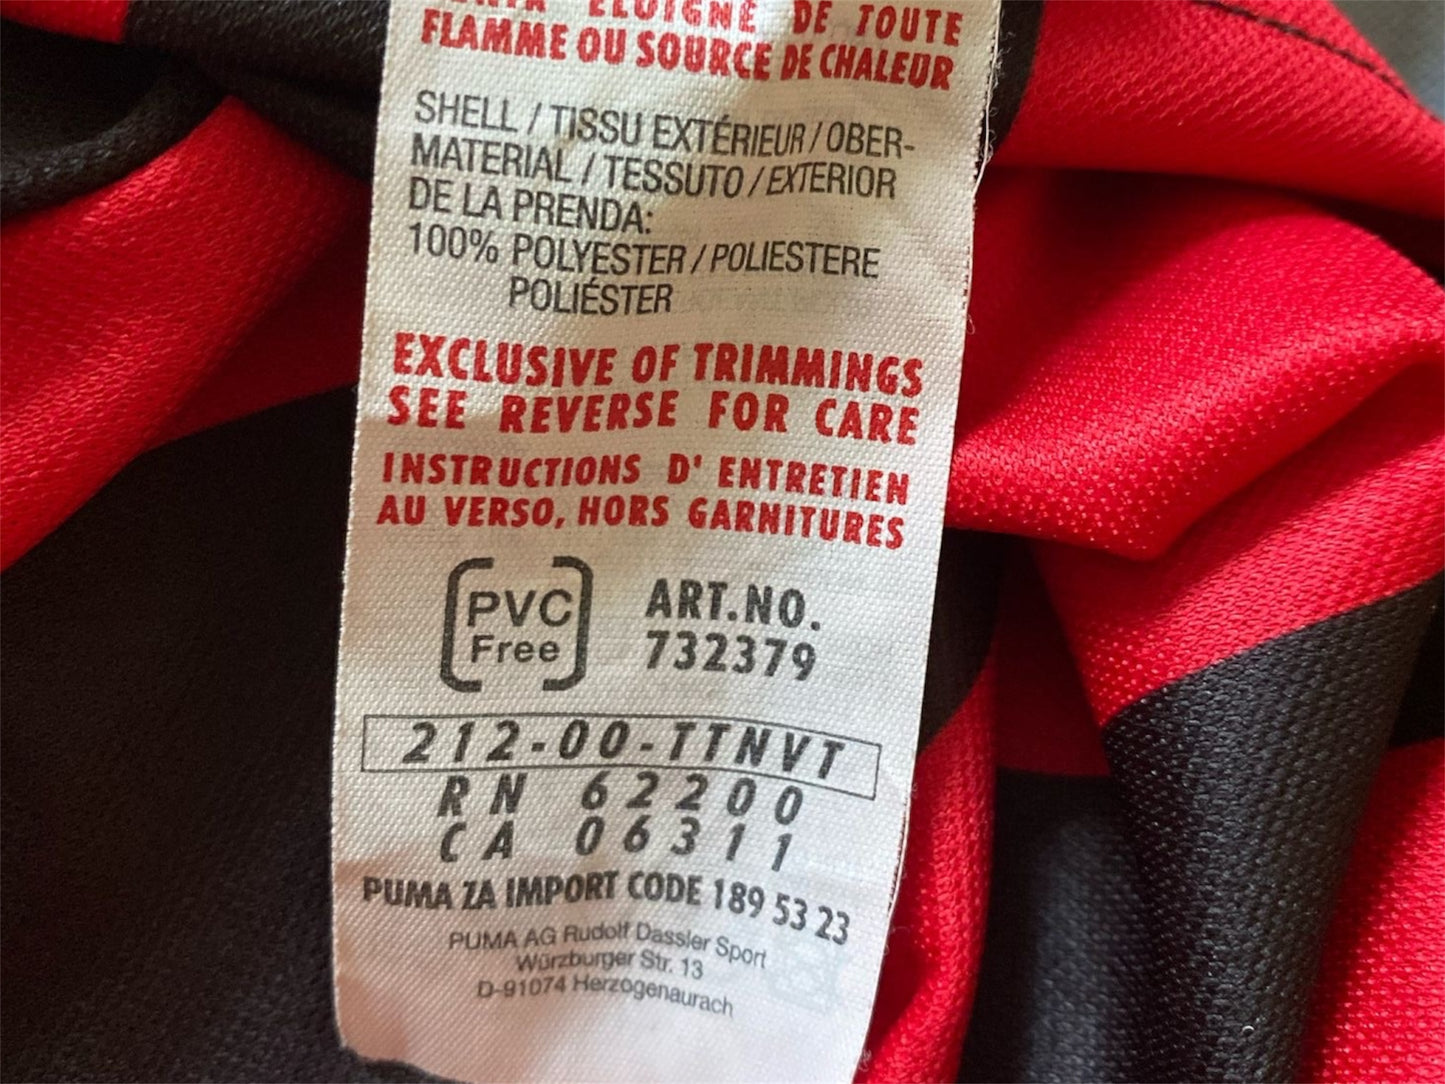 ÉLOIGNÉ DE TOUTE
FLAMME OU SOURCE DE CHALEUR
SHELL / TISSU EXTÉRIEUR / OBER-
MATERIAL / TESSUTO / EXTERIOR
DE LA PRENDA:
100% POLYESTER / POLIESTERE
POLIÉSTER
EXCLUSIVE OF TRIMMINGS
SEE REVERSE FOR CARE
INSTRUCTIONS D' ENTRETIEN
AU VERSO, HORS GARNITURES
PVC
Free
ART.NO.
732379
212-00-TTNVT
RN 62200
CA 06311
PUMA ZA IMPORT CODE 189 53 23
PUMA AG Rudolf Dassler Sport
Würzburger Str. 13
D-91074 Herzogenaurach